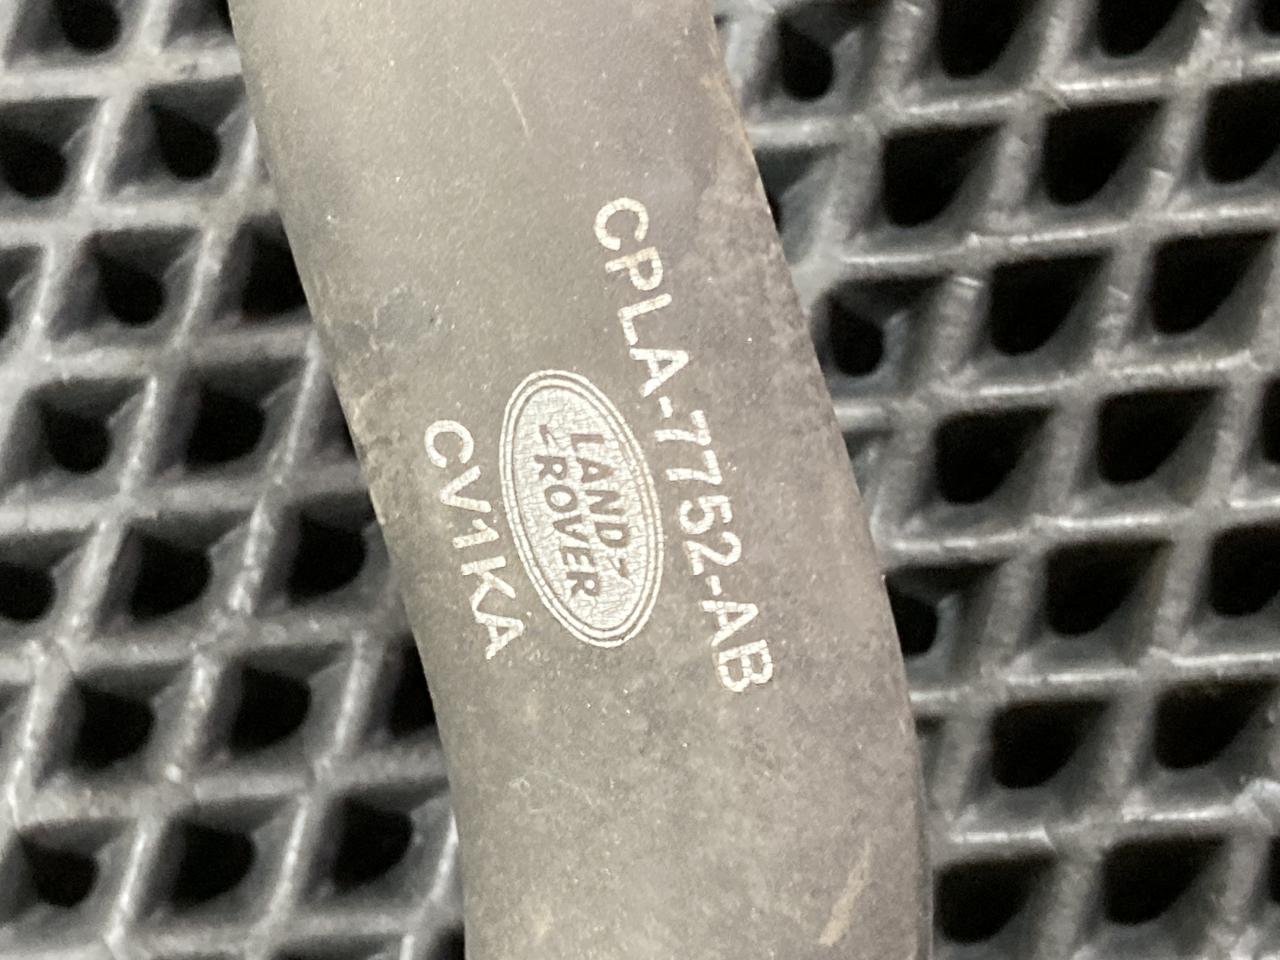 CPLA-7752-AB
LAND
ROVER
CV1KA